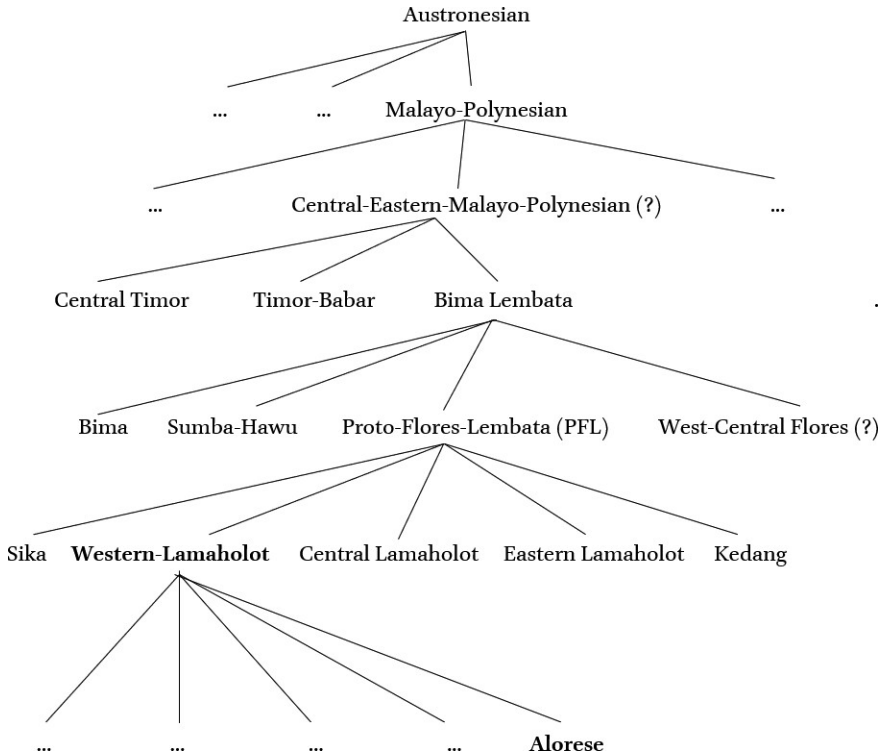 Austronesian
... ... Malayo-Polynesian
... Central-Eastern-Malayo-Polynesian (?) ...
Central Timor Timor-Babar Bima Lembata .
Bima Sumba-Hawu Proto-Flores-Lembata (PFL) West-Central Flores (?)
Sika Western-Lamaholot Central Lamaholot Eastern Lamaholot Kedang
... ... ... ... Alorese